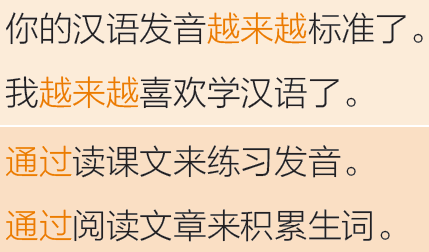 你的汉语发音越来越标准了。
我越来越喜欢学汉语了。
通过读课文来练习发音。
通过阅读文章来积累生词。